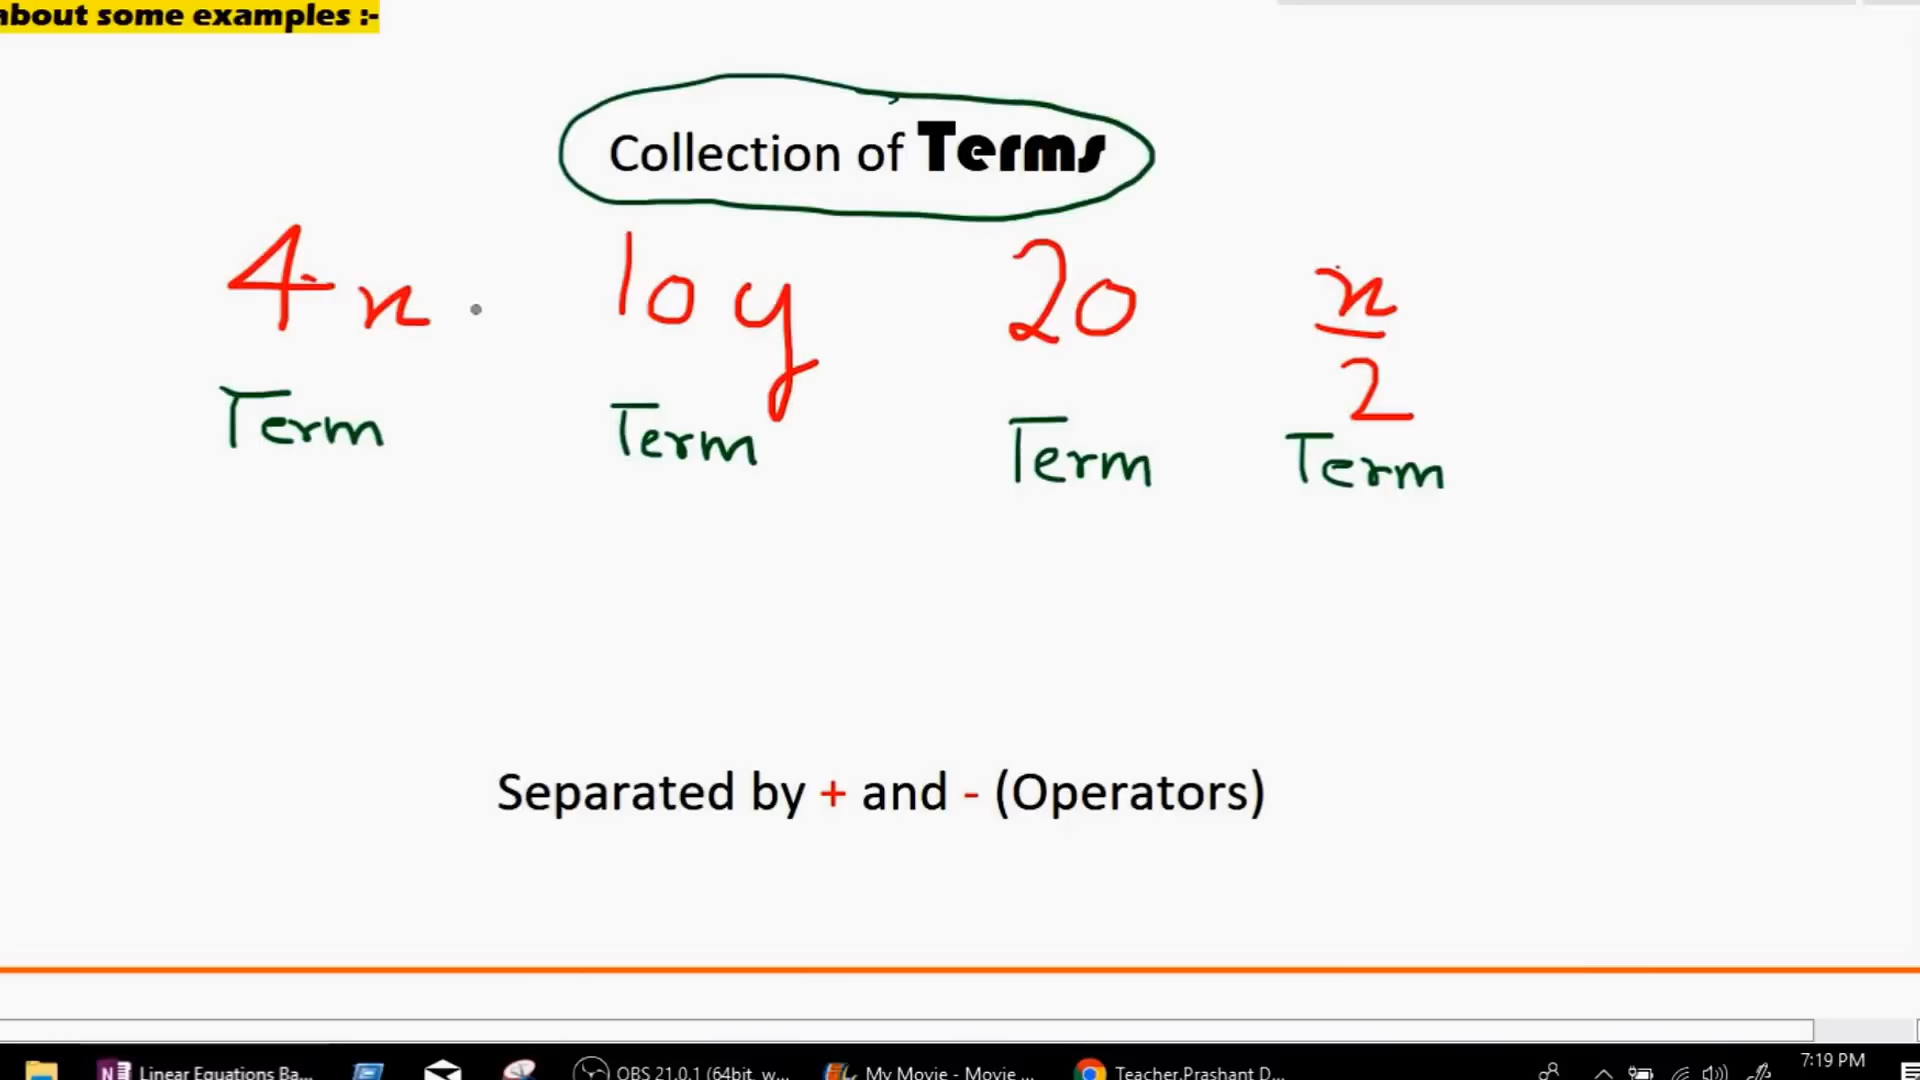 about some examples :-
Collection of Terms
4x 10y 20 x/2
Term Term Term Term
Separated by + and - (Operators)
Linear Equations Ba... OBS 21.0.1 (64bit, w... My Movie - Movie ... Teacher,Prashant D... 7:19 PM